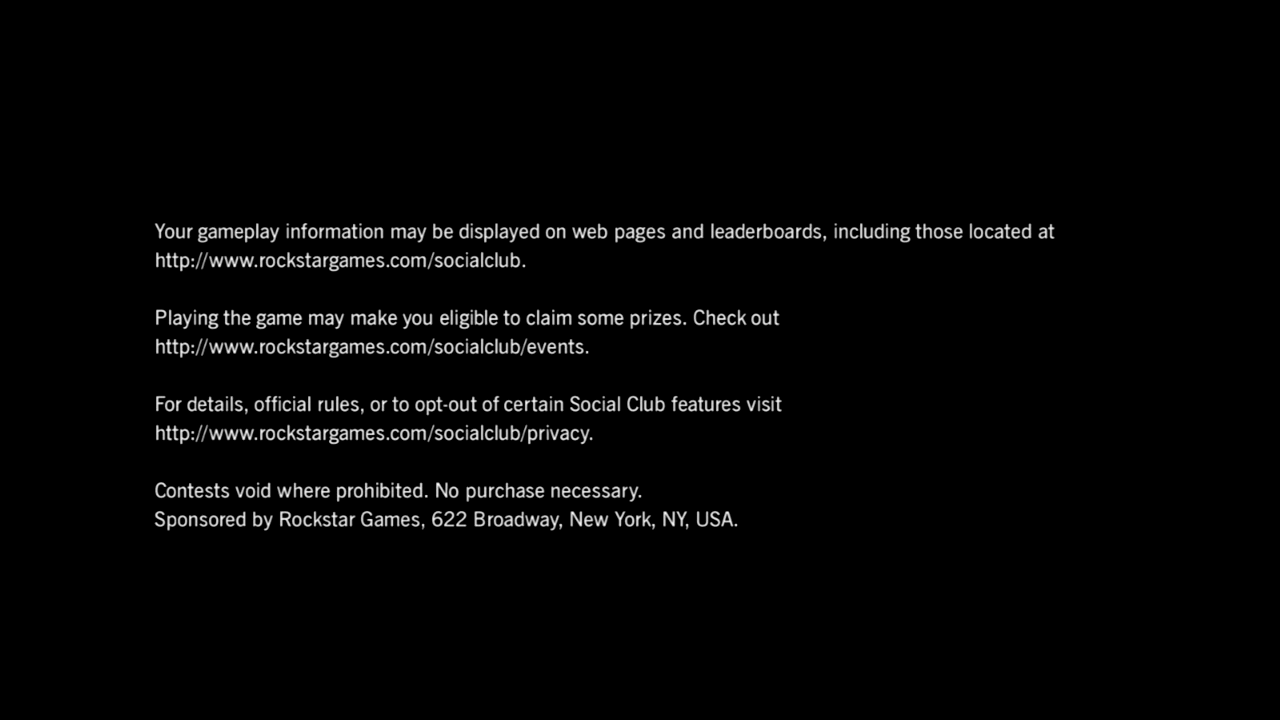 Your gameplay information may be displayed on web pages and leaderboards, including those located at
http://www.rockstargames.com/socialclub.
Playing the game may make you eligible to claim some prizes. Check out
http://www.rockstargames.com/socialclub/events.
For details, official rules, or to opt-out of certain Social Club features visit
http://www.rockstargames.com/socialclub/privacy.
Contests void where prohibited. No purchase necessary.
Sponsored by Rockstar Games, 622 Broadway, New York, NY, USA.